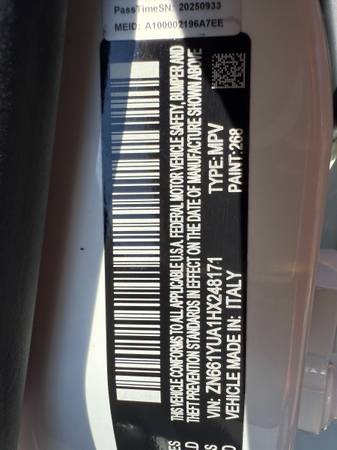 PassTimeSN: 20250933
MEID: A100002196A7EE
THIS VEHICLE CONFORMS TO ALL APPLICABLE U.S.A. FEDERAL MOTOR VEHICLE SAFETY, BUMPER AND
THEFT PREVENTION STANDARDS IN EFFECT ON THE DATE OF MANUFACTURE SHOWN ABOVE
VIN: ZN661YUA1HX248171 TYPE: MPV
VEHICLE MADE IN: ITALY PAINT: 268